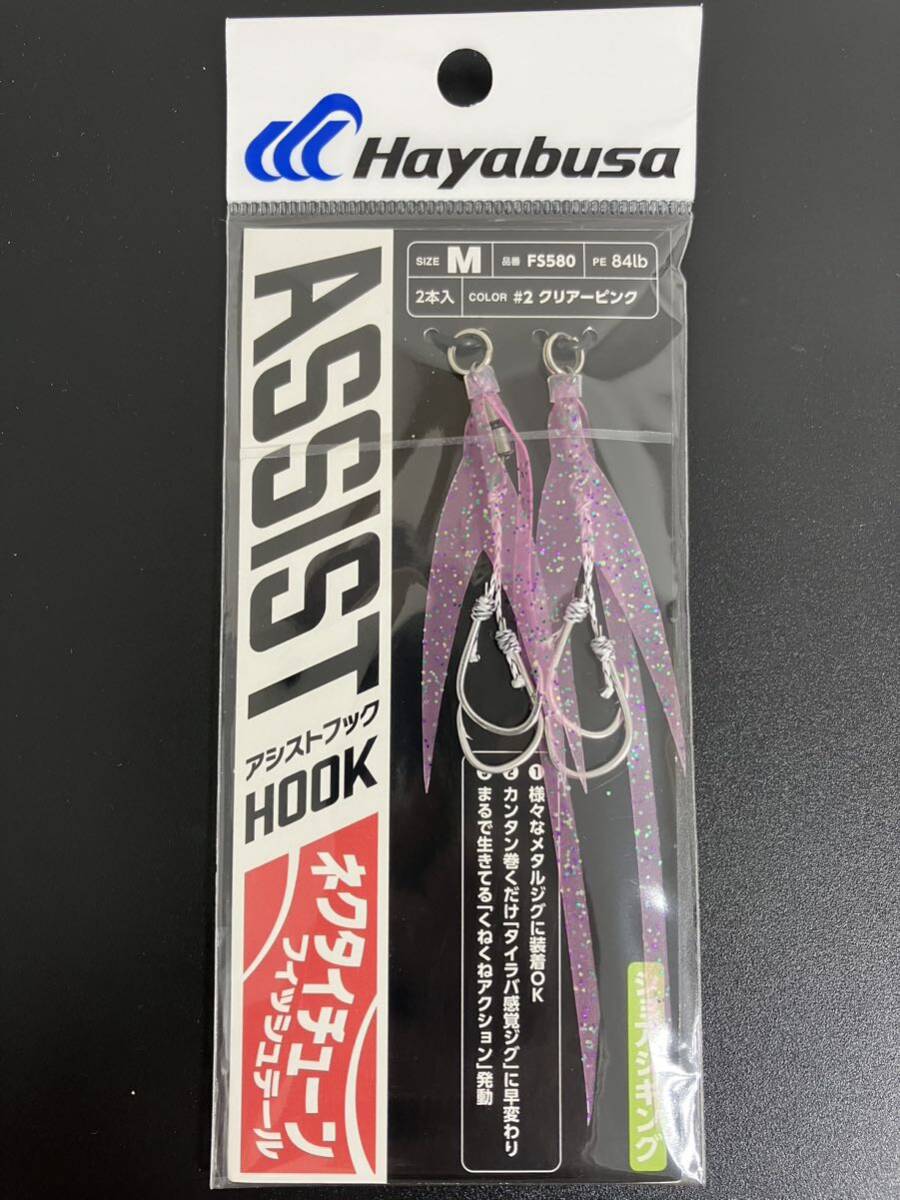 Hayabusa
SIZE M 品番 FS580 PE 84lb
2本入 COLOR #2 クリアーピンク
ASSIST
アシストフック
HOOK
ネクタイチューン
フィッシュテール
❶様々なメタルジグに装着OK
❷カンタン巻くだけ「タイラバ感覚ジグ」に早変わり
まるで生きてる「くねくねアクション」発動
ジギング